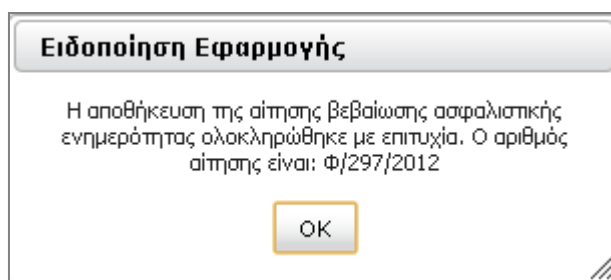 Ειδοποίηση Εφαρμογής
Η αποθήκευση της αίτησης βεβαίωσης ασφαλιστικής
ενημερότητας ολοκληρώθηκε με επιτυχία. Ο αριθμός
αίτησης είναι: Φ/297/2012
OK